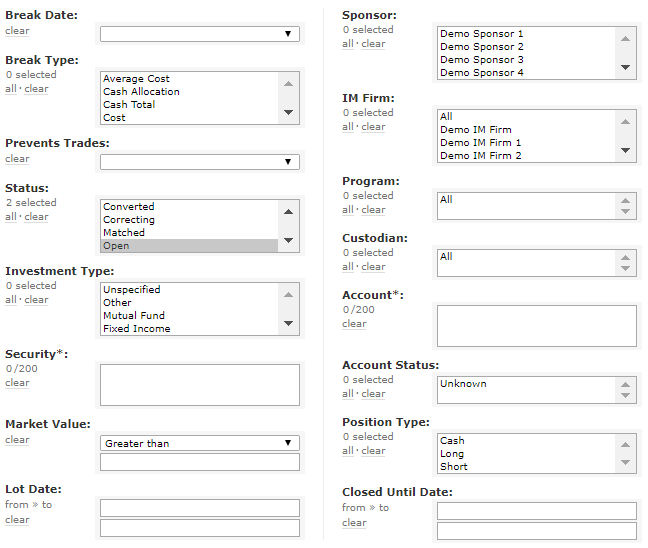 Break Date:
clear
Break Type:
0 selected
all · clear
Average Cost
Cash Allocation
Cash Total
Cost
Prevents Trades:
clear
Status:
2 selected
all · clear
Converted
Correcting
Matched
Open
Investment Type:
0 selected
all · clear
Unspecified
Other
Mutual Fund
Fixed Income
Security*:
0/200
clear
Market Value:
clear
Greater than
Lot Date:
from » to
clear
Sponsor:
0 selected
all · clear
Demo Sponsor 1
Demo Sponsor 2
Demo Sponsor 3
Demo Sponsor 4
IM Firm:
0 selected
all · clear
All
Demo IM Firm
Demo IM Firm 1
Demo IM Firm 2
Program:
0 selected
all · clear
All
Custodian:
0 selected
all · clear
All
Account*:
0/200
clear
Account Status:
0 selected
all · clear
Unknown
Position Type:
0 selected
all · clear
Cash
Long
Short
Closed Until Date:
from » to
clear